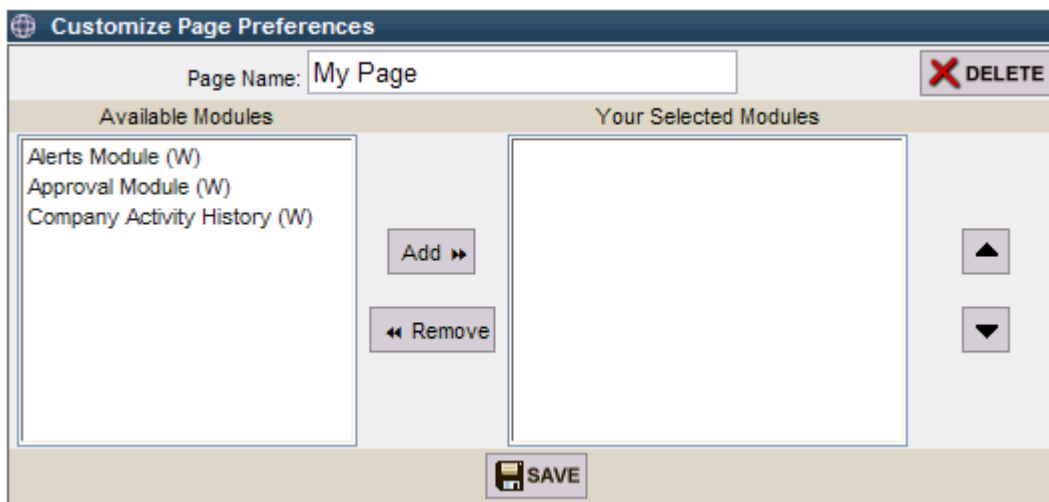 Customize Page Preferences
Page Name: My Page
DELETE
Available Modules
Your Selected Modules
Alerts Module (W)
Approval Module (W)
Company Activity History (W)
Add
Remove
SAVE